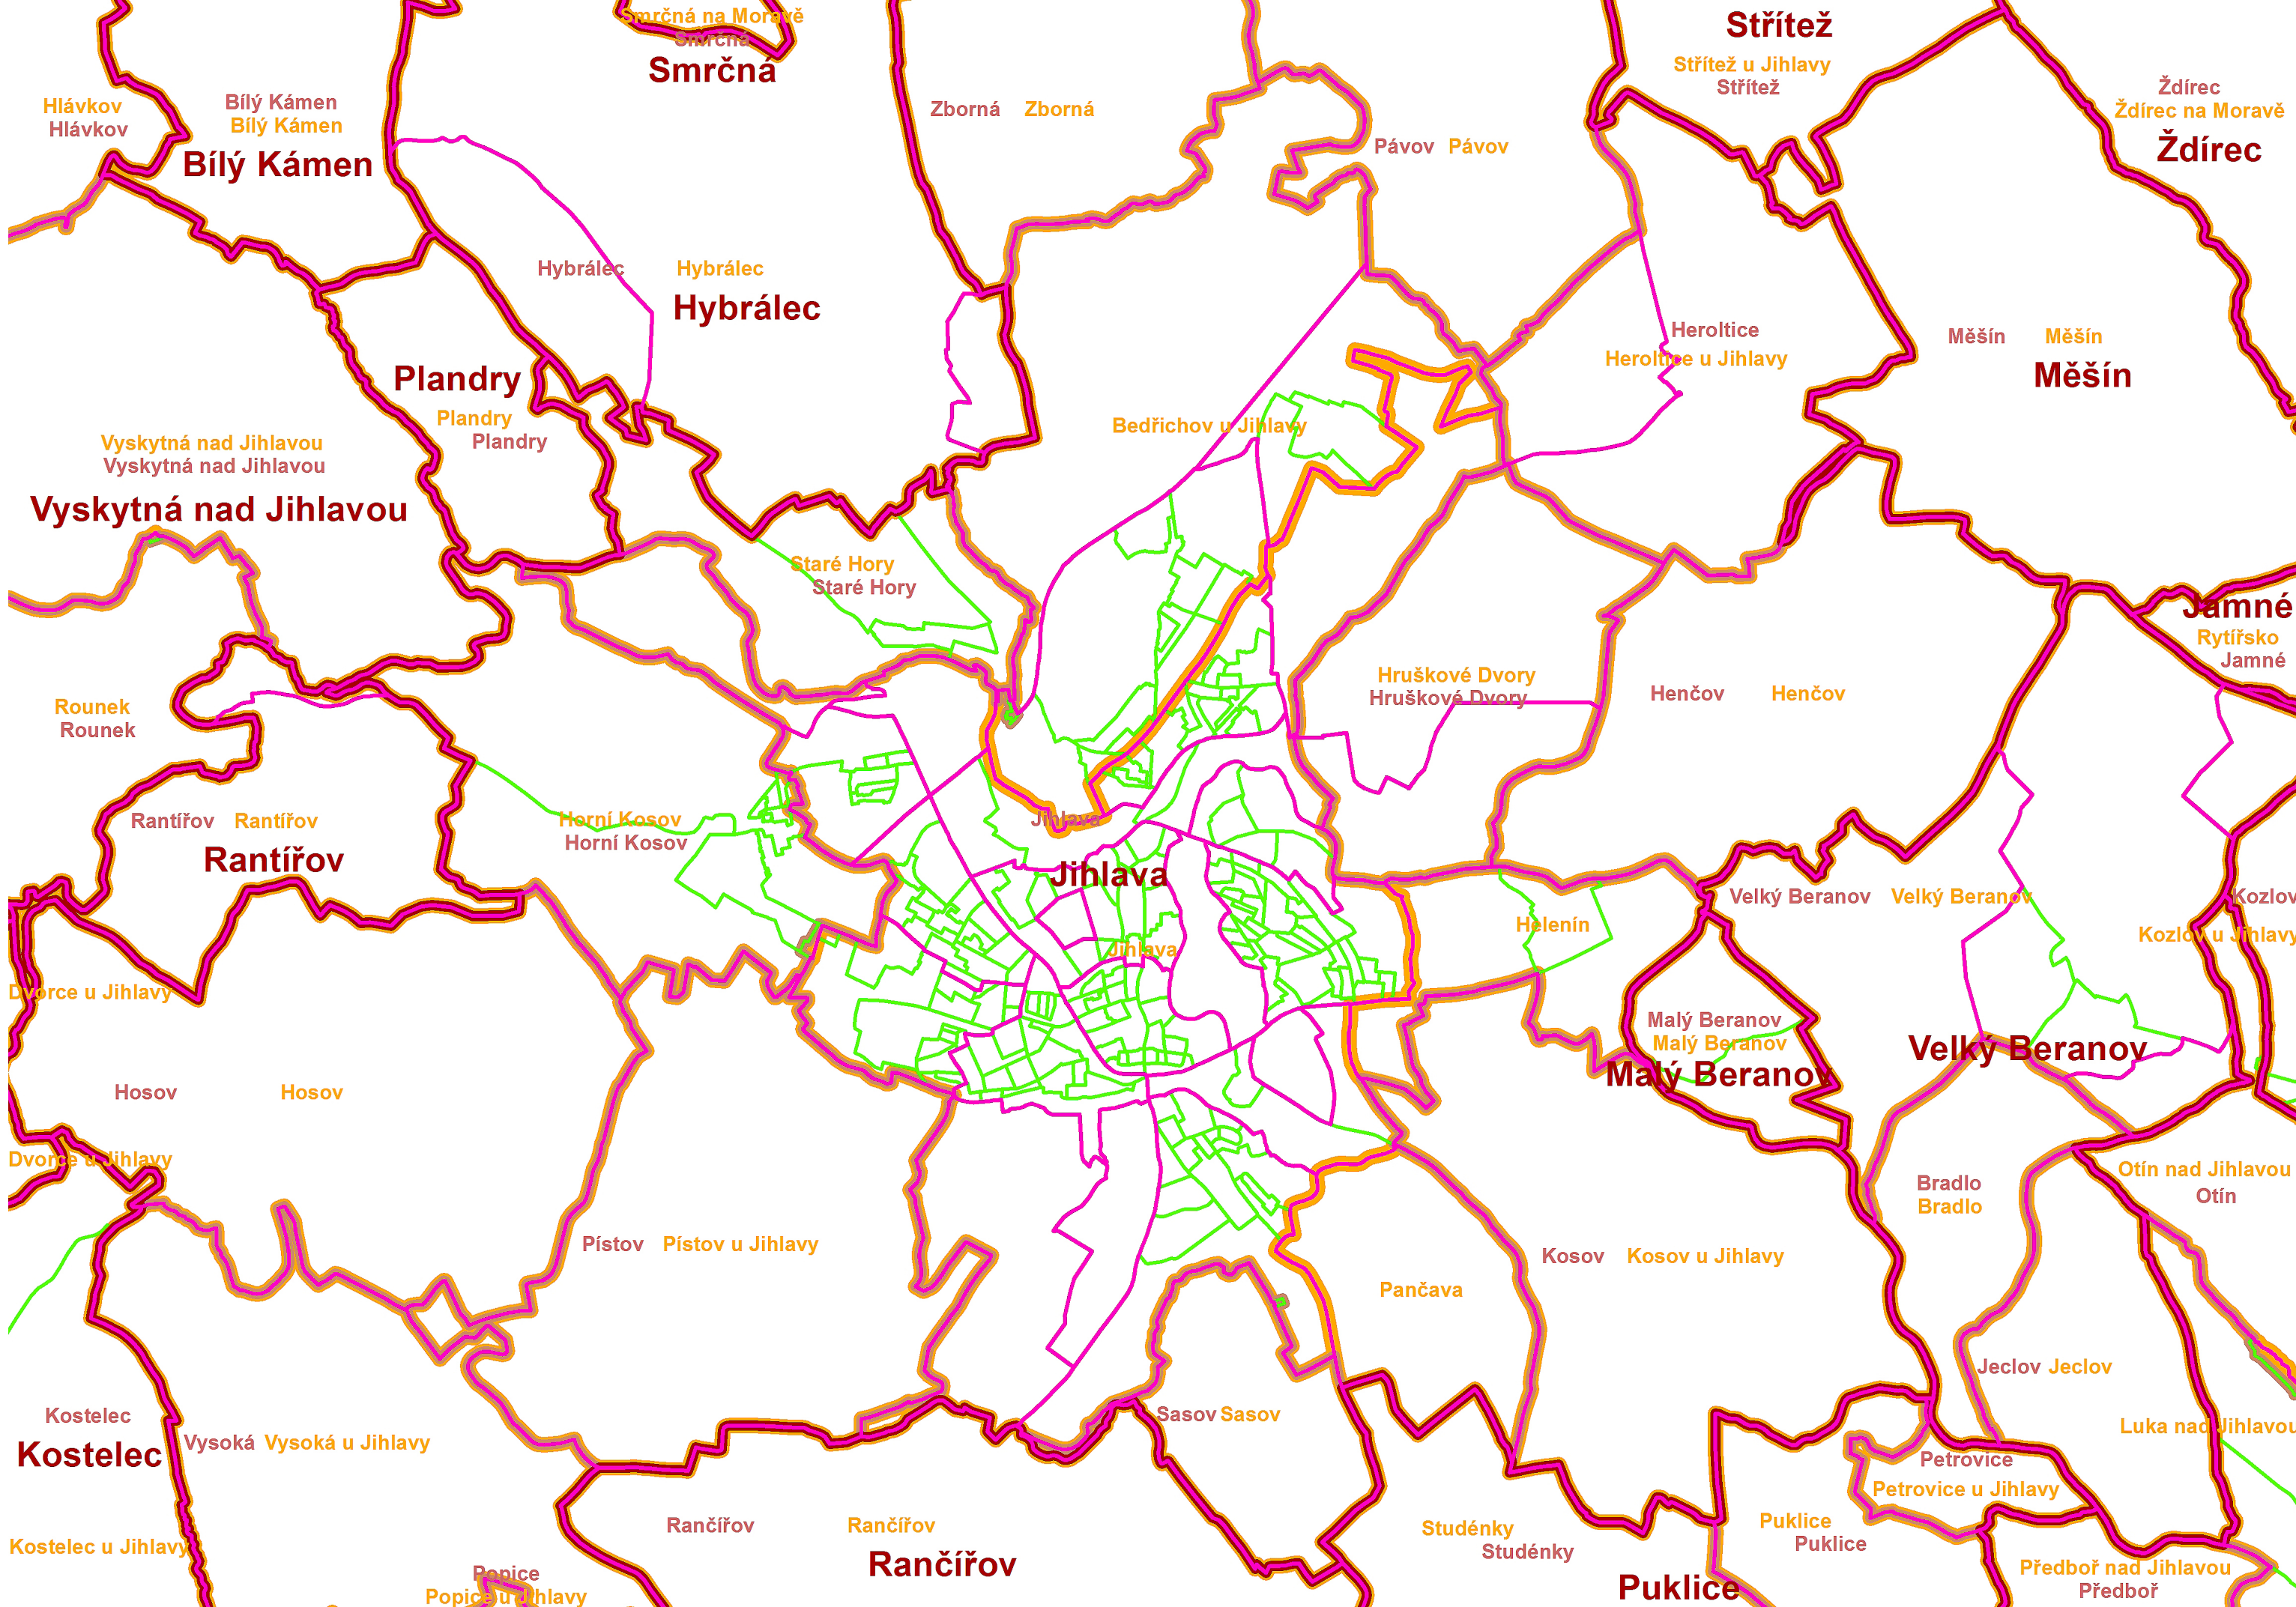 Smrčná na Moravě
Smrčná
Smrčná
Střítež
Střítež u Jihlavy
Střítež
Hlávkov
Hlávkov
Bílý Kámen
Bílý Kámen
Bílý Kámen
Zborná Zborná
Pávov Pávov
Ždírec
Ždírec na Moravě
Ždírec
Hybrálec Hybrálec
Hybrálec
Heroltice
Heroltice u Jihlavy
Měšín Měšín
Měšín
Plandry
Plandry
Plandry
Bedřichov u Jihlavy
Vyskytná nad Jihlavou
Vyskytná nad Jihlavou
Vyskytná nad Jihlavou
Staré Hory
Staré Hory
Jamné
Rytířsko
Jamné
Hruškové Dvory
Hruškové Dvory
Henčov Henčov
Rounek
Rounek
Rantířov Rantířov
Rantířov
Horní Kosov
Horní Kosov
Jihlava
Jihlava
Jihlava
Helenín
Velký Beranov Velký Beranov
Kozlov
Kozlov u Jihlavy
Dvorce u Jihlavy
Malý Beranov
Malý Beranov
Malý Beranov
Velký Beranov
Hosov Hosov
Dvorce u Jihlavy
Otín nad Jihlavou
Otín
Bradlo
Bradlo
Pístov Pístov u Jihlavy
Kosov Kosov u Jihlavy
Pančava
Jeclov Jeclov
Kostelec
Kostelec
Vysoká Vysoká u Jihlavy
Sasov Sasov
Luka nad Jihlavou
Petrovice
Petrovice u Jihlavy
Rančířov Rančířov
Rančířov
Studénky
Studénky
Puklice
Puklice
Puklice
Kostelec u Jihlavy
Popice
Popice u Jihlavy
Předboř nad Jihlavou
Předboř